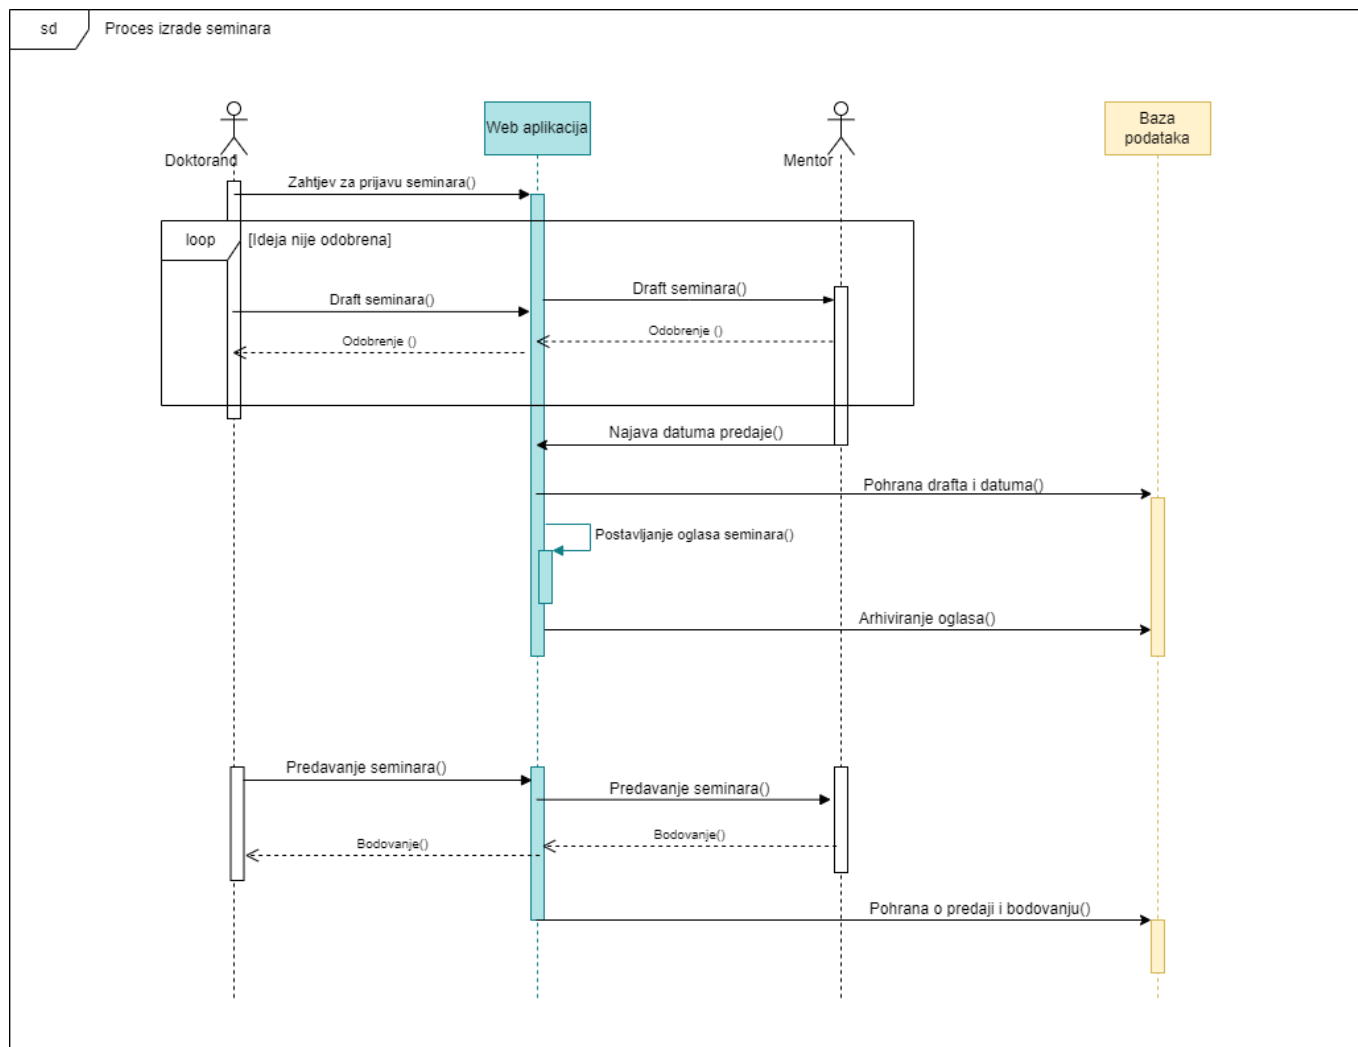 sd
Proces izrade seminara
Doktorand
Web aplikacija
Mentor
Baza
podataka
Zahtjev za prijavu seminara()
loop
[Ideja nije odobrena]
Draft seminara()
Draft seminara()
Odobrenje ()
Odobrenje ()
Najava datuma predaje()
Pohrana drafta i datuma()
Postavljanje oglasa seminara()
Arhiviranje oglasa()
Predavanje seminara()
Predavanje seminara()
Bodovanje()
Bodovanje()
Pohrana o predaji i bodovanju()